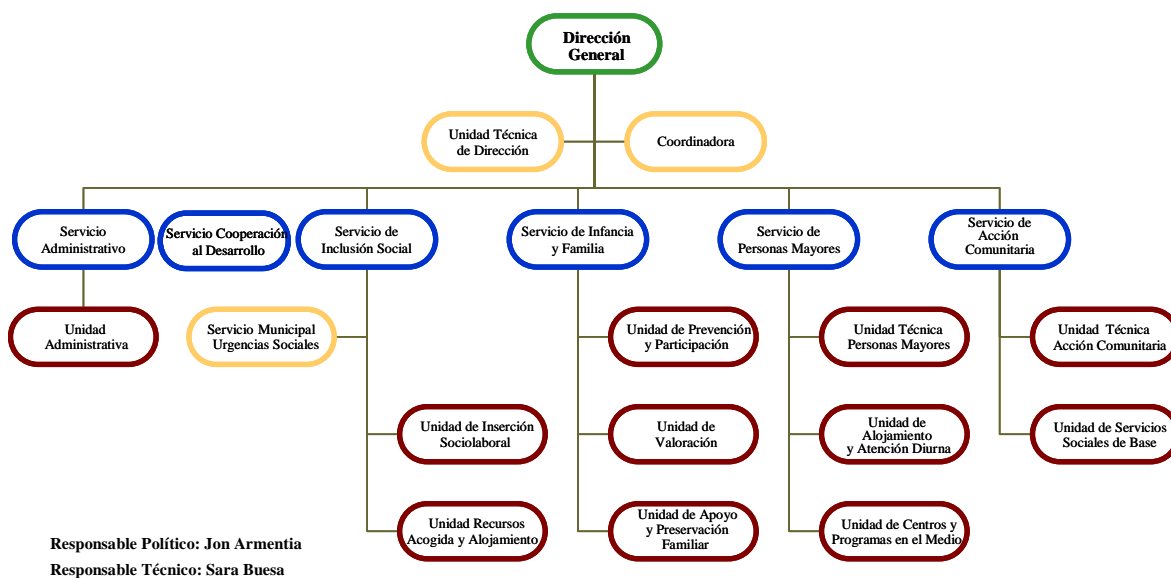 Dirección
General
Unidad Técnica
de Dirección
Coordinadora
Servicio
Administrativo
Servicio Cooperación
al Desarrollo
Servicio de
Inclusión Social
Servicio de Infancia
y Familia
Servicio de
Personas Mayores
Servicio de
Acción
Comunitaria
Unidad
Administrativa
Servicio Municipal
Urgencias Sociales
Unidad de Prevención
y Participación
Unidad Técnica
Personas Mayores
Unidad Técnica
Acción Comunitaria
Unidad de Inserción
Sociolaboral
Unidad de
Valoración
Unidad de
Alojamiento
y Atención Diurna
Unidad de Servicios
Sociales de Base
Unidad Recursos
Acogida y Alojamiento
Unidad de Apoyo
y Preservación
Familiar
Unidad de Centros y
Programas en el Medio
Responsable Político: Jon Armentia
Responsable Técnico: Sara Buesa